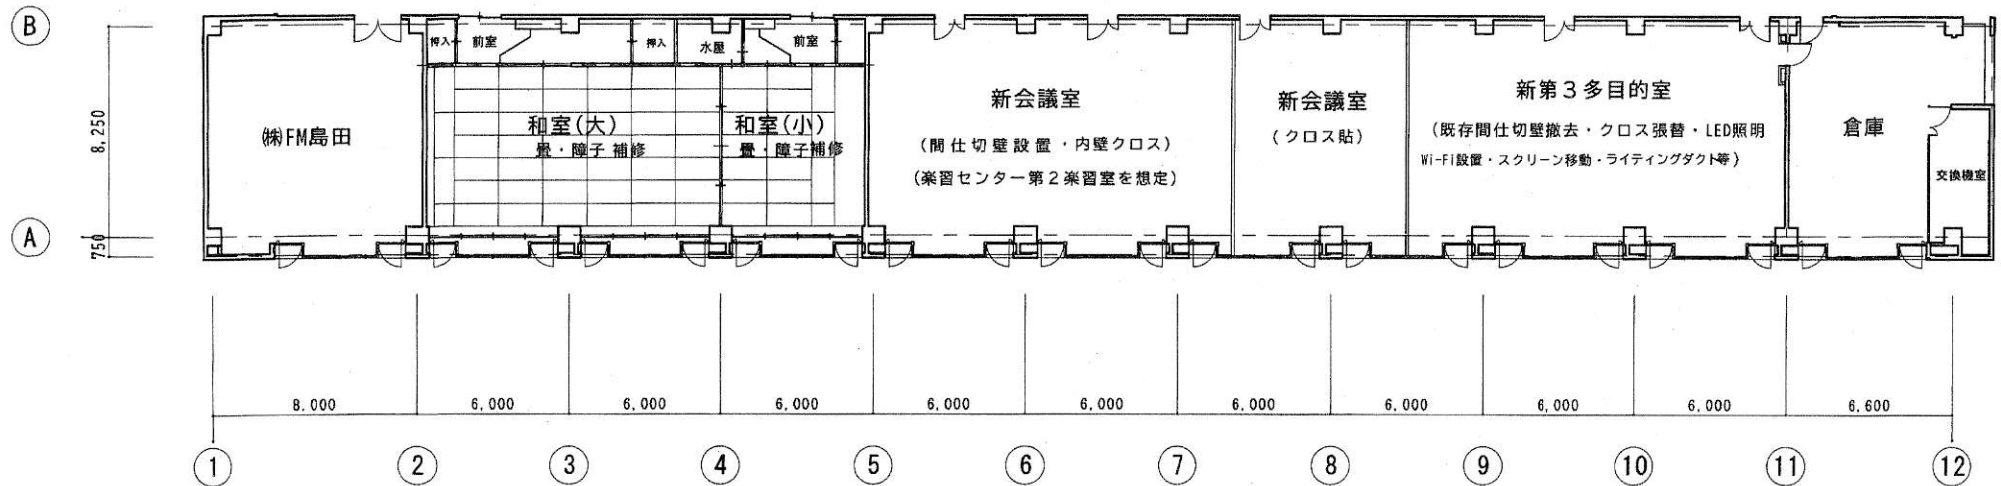 B
A
8,250
750
㈱FM島田
押入
前室
押入
水屋
前室
和室(大)
畳・障子 補修
和室(小)
畳・障子補修
新会議室
(間仕切壁設置・内壁クロス)
(楽習センター第2楽習室を想定)
新会議室
(クロス貼)
新第3多目的室
(既存間仕切壁撤去・クロス張替・LED照明
Wi-Fi設置・スクリーン移動・ライティングダクト等)
倉庫
交換機室
8,000
6,000
6,000
6,000
6,000
6,000
6,000
6,000
6,000
6,000
6,600
1
2
3
4
5
6
7
8
9
10
11
12